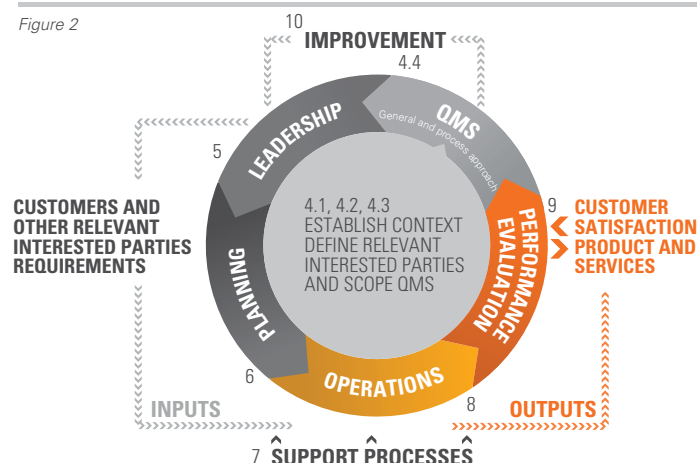 Figure 2
10
IMPROVEMENT
4.4
QMS
General and process approach
LEADERSHIP
5
CUSTOMERS AND
OTHER RELEVANT
INTERESTED PARTIES
REQUIREMENTS
4.1, 4.2, 4.3
ESTABLISH CONTEXT
DEFINE RELEVANT
INTERESTED PARTIES
AND SCOPE QMS
9
PERFORMANCE
EVALUATION
CUSTOMER
SATISFACTION
PRODUCT AND
SERVICES
PLANNING
6
OPERATIONS
8
INPUTS
OUTPUTS
7 SUPPORT PROCESSES